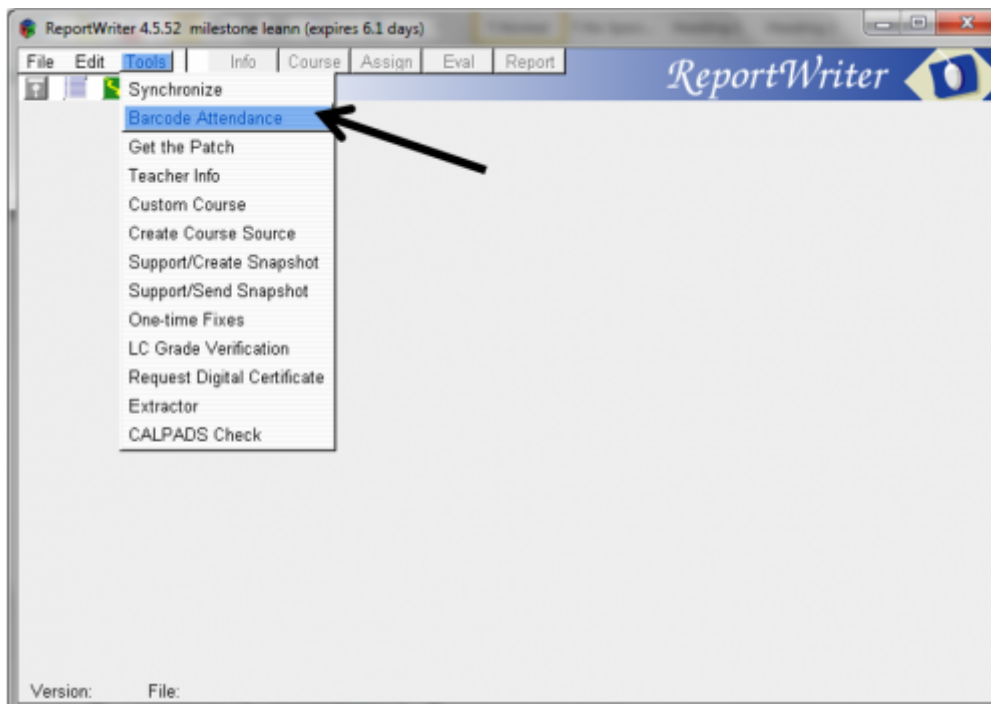 ReportWriter 4.5.52 milestone leann (expires 6.1 days)
File Edit Tools Info Course Assign Eval Report
ReportWriter
Synchronize
Barcode Attendance
Get the Patch
Teacher Info
Custom Course
Create Course Source
Support/Create Snapshot
Support/Send Snapshot
One-time Fixes
LC Grade Verification
Request Digital Certificate
Extractor
CALPADS Check
Version: File: